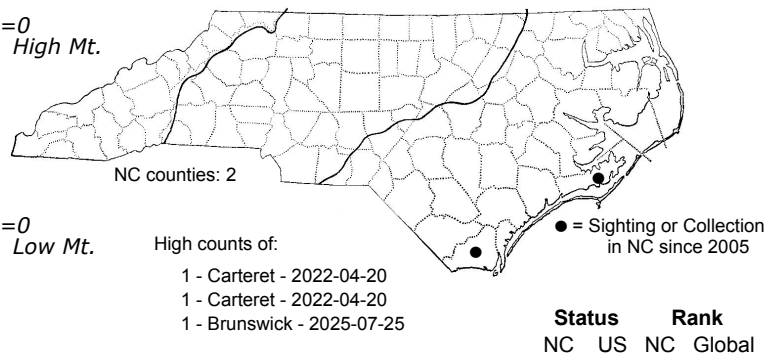 =0
High Mt.
NC counties: 2
=0
Low Mt.
High counts of:
1 - Carteret - 2022-04-20
1 - Carteret - 2022-04-20
1 - Brunswick - 2025-07-25
● = Sighting or Collection
in NC since 2005
Status Rank
NC US NC Global